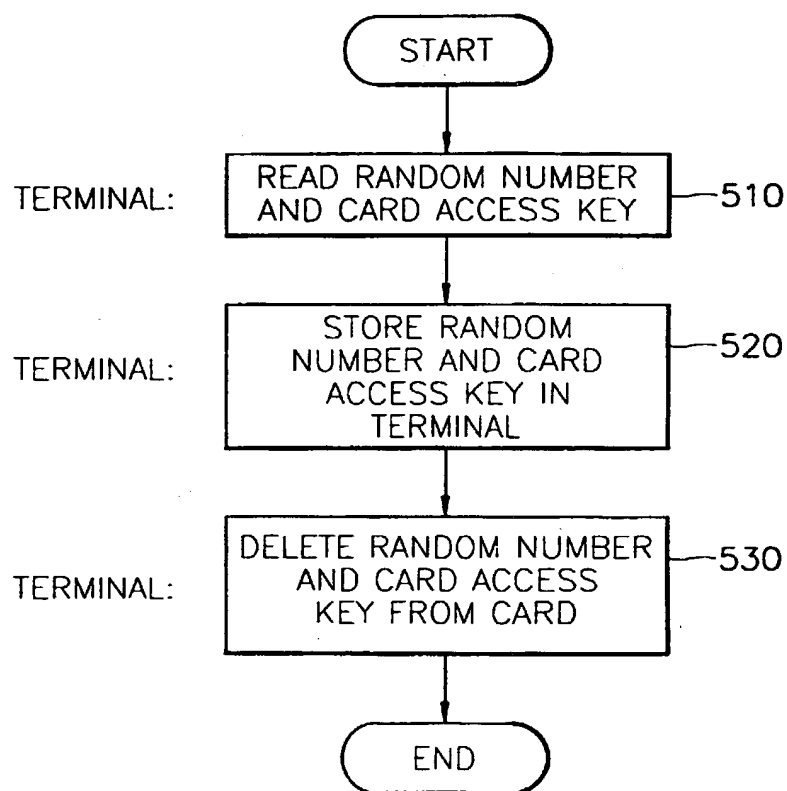 START
TERMINAL:
READ RANDOM NUMBER
AND CARD ACCESS KEY
510
TERMINAL:
STORE RANDOM
NUMBER AND CARD
ACCESS KEY IN
TERMINAL
520
TERMINAL:
DELETE RANDOM NUMBER
AND CARD ACCESS
KEY FROM CARD
530
END